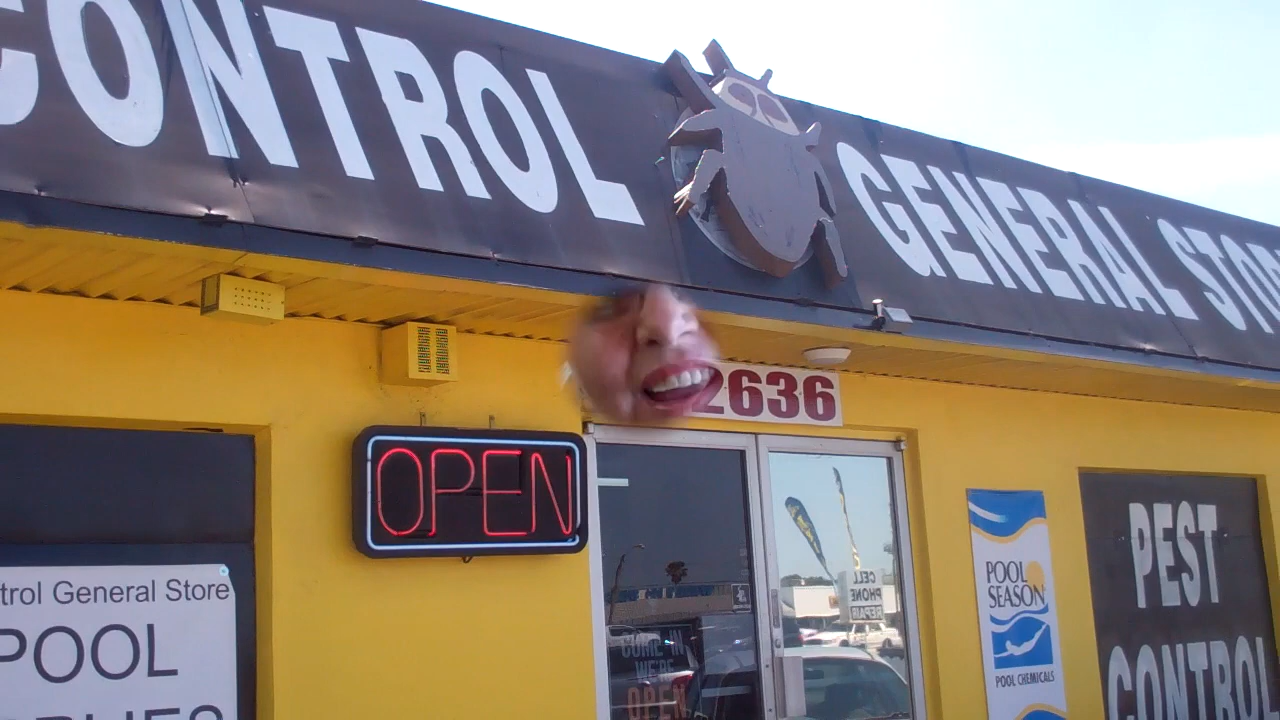 CONTROL
GENERAL STOR
2636
OPEN
trol General Store
POOL
COME IN
WE'RE
OPEN
CELL
PHONE
REPAIR
POOL
SEASON
POOL CHEMICALS
PEST
CONTROL